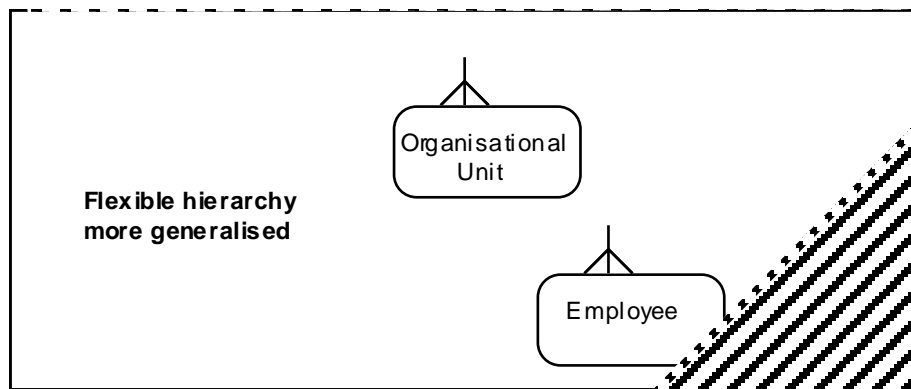 Organisational
Unit
Flexible hierarchy
more generalised
Employee